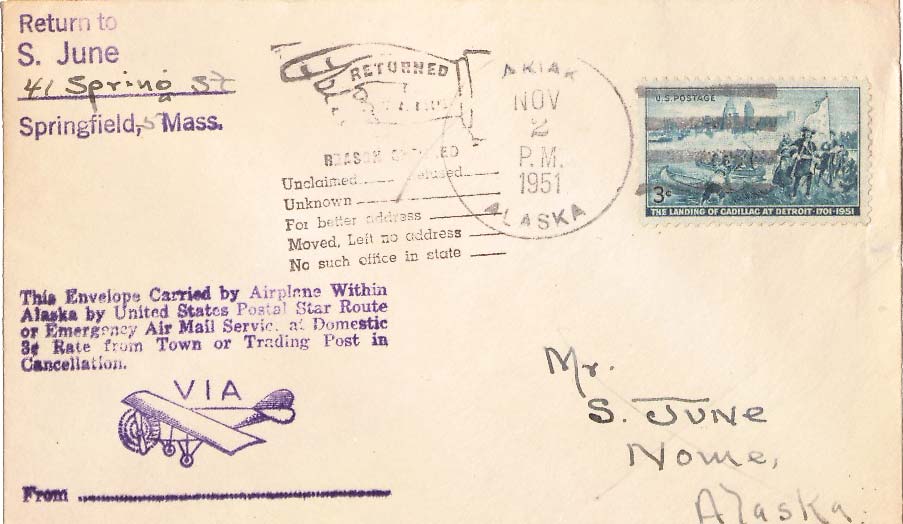 Return to
S. June
41 Spring St
Springfield, Mass.
RETURNED
REASON
Unclaimed
Unknown
For better address
Moved, Left no address
No such office in state
AKIAK
NOV
2
P.M.
1951
ALASKA
U.S. POSTAGE
3¢
THE LANDING OF CADILLAC AT DETROIT · 1701-1951
This Envelope Carried by Airplane Within
Alaska by United States Postal Star Route
or Emergency Air Mail Servic. at Domestic
3¢ Rate from Town or Trading Post in
Cancellation.
VIA
From
Mr.
S. JUNE
Nome,
Alaska.